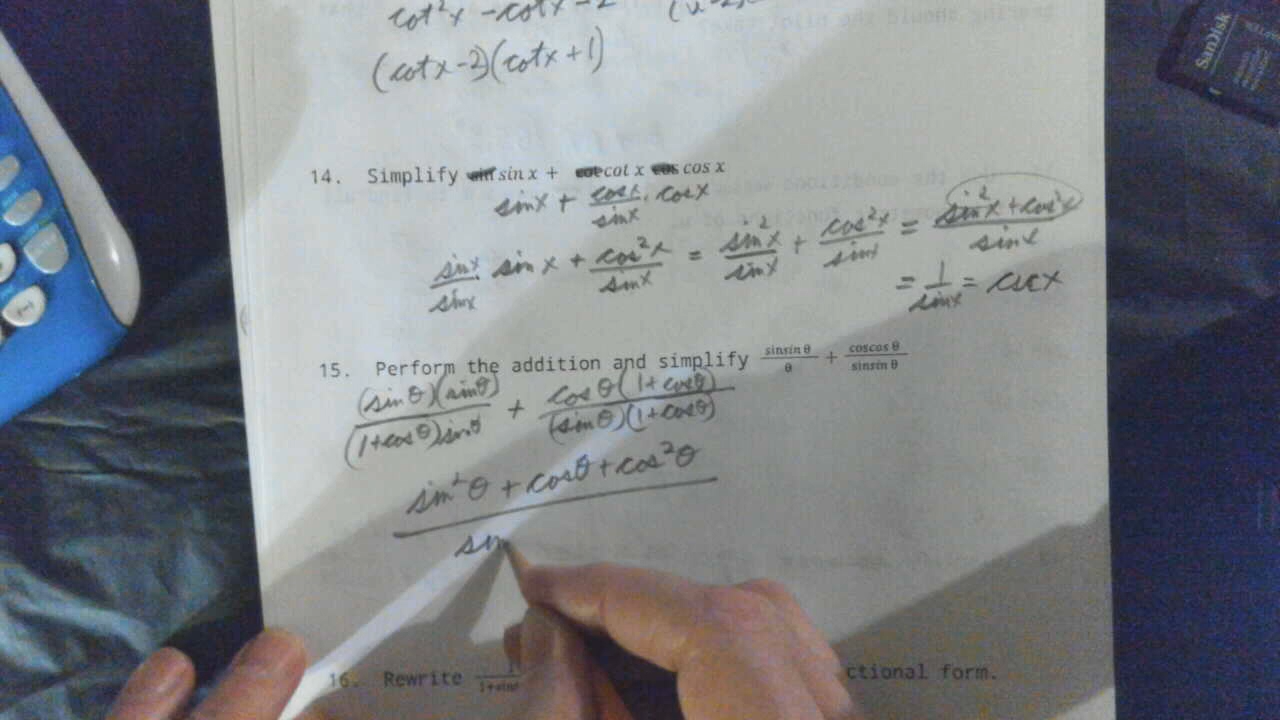 cot²x - cotx - 2
(cotx - 2)(cotx + 1)
14. Simplify sin x + cot x cos x
sinx + cosx/sinx · cosx
sinx/sinx · sin x + cos²x/sinx = sin²x/sinx + cos²x/sinx = sin²x + cos²x/sinx
= 1/sinx = cscx
15. Perform the addition and simplify sinsin θ/θ + coscos θ/sinsin θ
(sinθ)(sinθ)/(1+cosθ)sinθ + cosθ(1+cosθ)/(sinθ)(1+cosθ)
sin²θ + cosθ + cos²θ
sin
16. Rewrite ctional form.
SanDisk